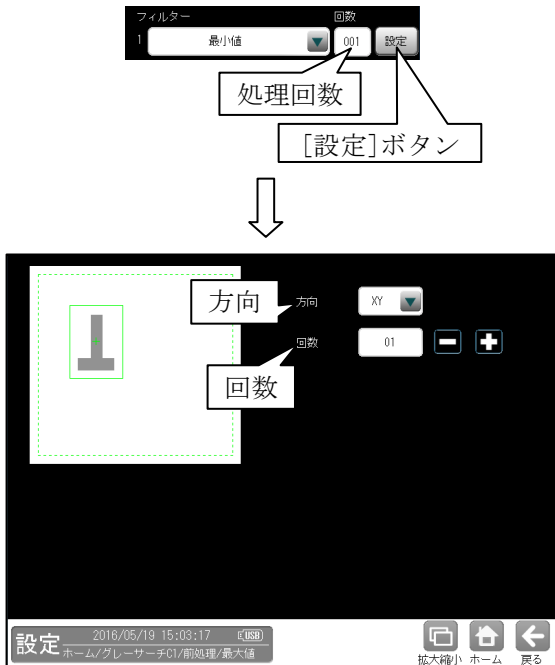 フィルター 回数
1 最小値 001 設定
処理回数
[設定]ボタン
方向 方向 XY
回数 01
回数
設定 2016/05/19 15:03:17 USB
ホーム/グレーサーチC1/前処理/最大値
拡大縮小 ホーム 戻る